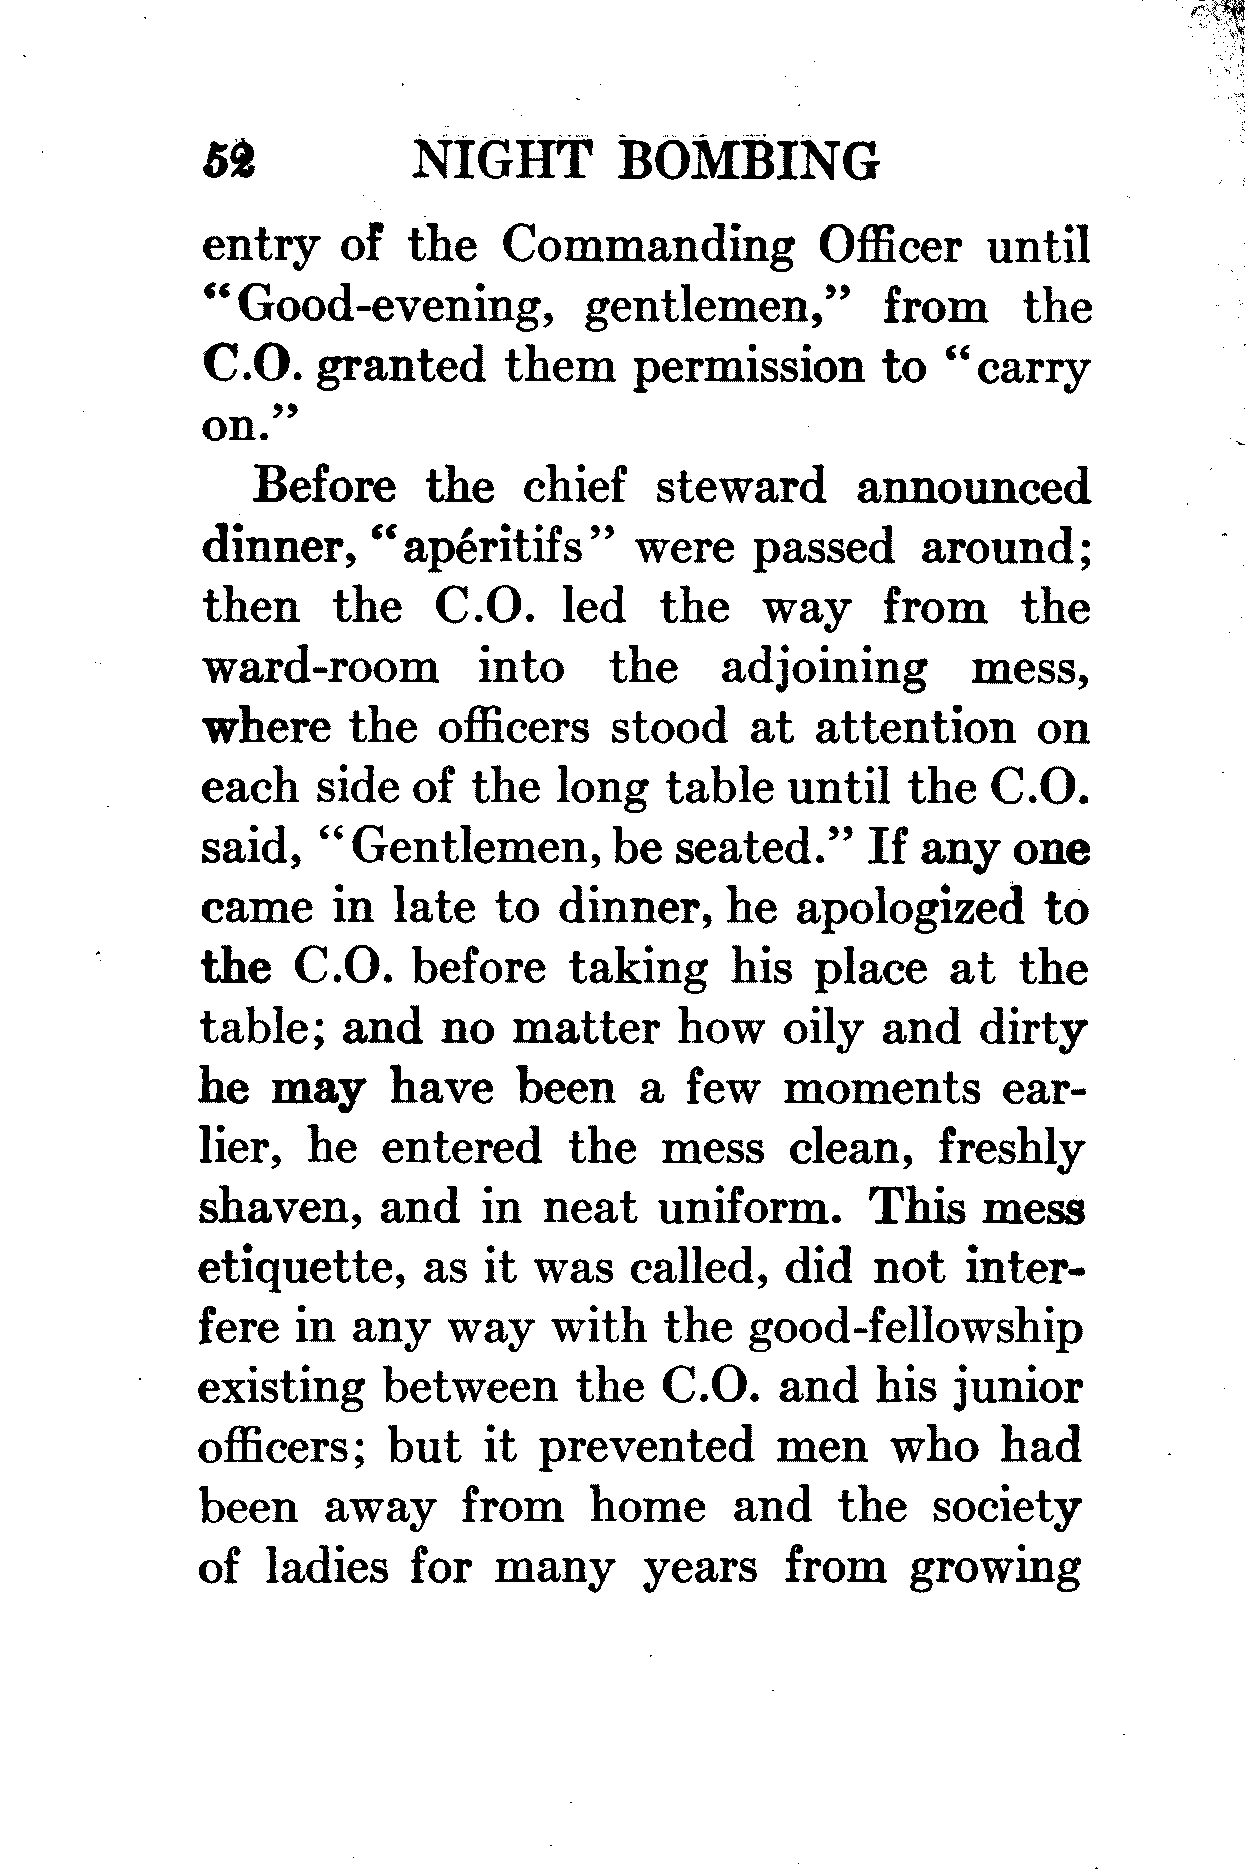 52 NIGHT BOMBING
entry of the Commanding Officer until
“Good-evening, gentlemen,” from the
C.O. granted them permission to “carry
on.”
Before the chief steward announced
dinner, “apéritifs” were passed around;
then the C.O. led the way from the
ward-room into the adjoining mess,
where the officers stood at attention on
each side of the long table until the C.O.
said, “Gentlemen, be seated.” If any one
came in late to dinner, he apologized to
the C.O. before taking his place at the
table; and no matter how oily and dirty
he may have been a few moments ear-
lier, he entered the mess clean, freshly
shaven, and in neat uniform. This mess
etiquette, as it was called, did not inter-
fere in any way with the good-fellowship
existing between the C.O. and his junior
officers; but it prevented men who had
been away from home and the society
of ladies for many years from growing